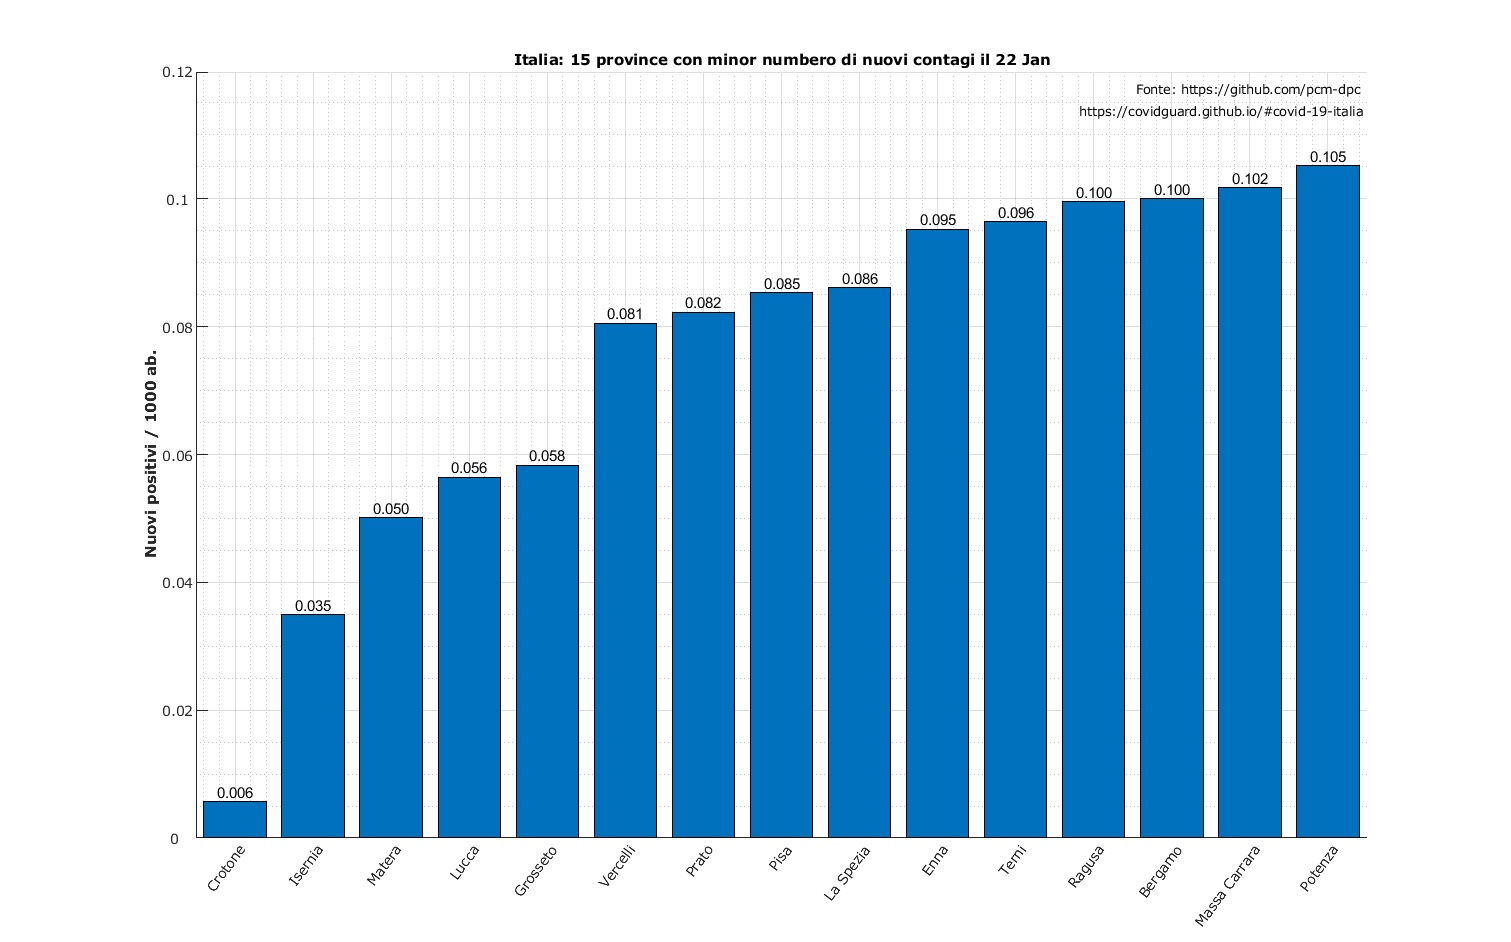 Italia: 15 province con minor numbero di nuovi contagi il 22 Jan
Fonte: https://github.com/pcm-dpc
https://covidguard.github.io/#covid-19-italia
Nuovi positivi / 1000 ab.
0.12
0.1
0.08
0.06
0.04
0.02
0
0.006
0.035
0.050
0.056
0.058
0.081
0.082
0.085
0.086
0.095
0.096
0.100
0.100
0.102
0.105
Crotone
Isernia
Matera
Lucca
Grosseto
Vercelli
Prato
Pisa
La Spezia
Enna
Terni
Ragusa
Bergamo
Massa Carrara
Potenza